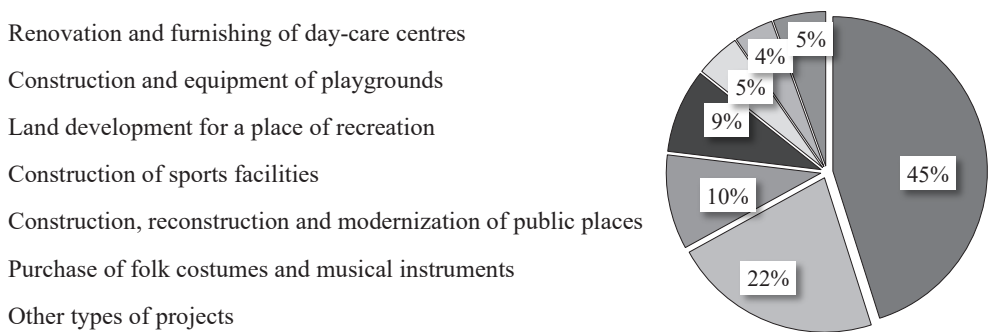 Renovation and furnishing of day-care centres
Construction and equipment of playgrounds
Land development for a place of recreation
Construction of sports facilities
Construction, reconstruction and modernization of public places
Purchase of folk costumes and musical instruments
Other types of projects
5%
4%
5%
9%
10%
22%
45%